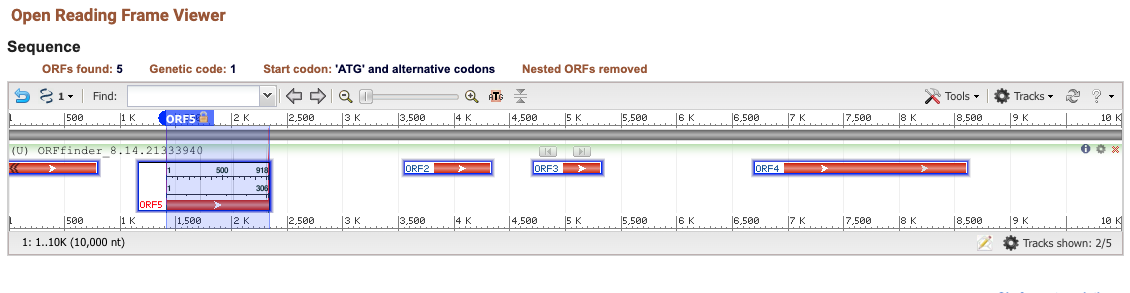 Open Reading Frame Viewer
Sequence
ORFs found: 5 Genetic code: 1 Start codon: 'ATG' and alternative codons Nested ORFs removed
1 Find: ATG Tools Tracks ?
1 500 1 K ORF5 2 K 2,500 3 K 3,500 4 K 4,500 5 K 5,500 6 K 6,500 7 K 7,500 8 K 8,500 9 K 10 K
(U) ORFfinder_8.14.21333940
1 500 918
ORF2 ORF3 ORF4
1 306
ORF5
1 500 1 K 1,500 2 K 2,500 3 K 3,500 4 K 4,500 5 K 5,500 6 K 6,500 7 K 7,500 8 K 8,500 9 K 10 K
1: 1..10K (10,000 nt) Tracks shown: 2/5